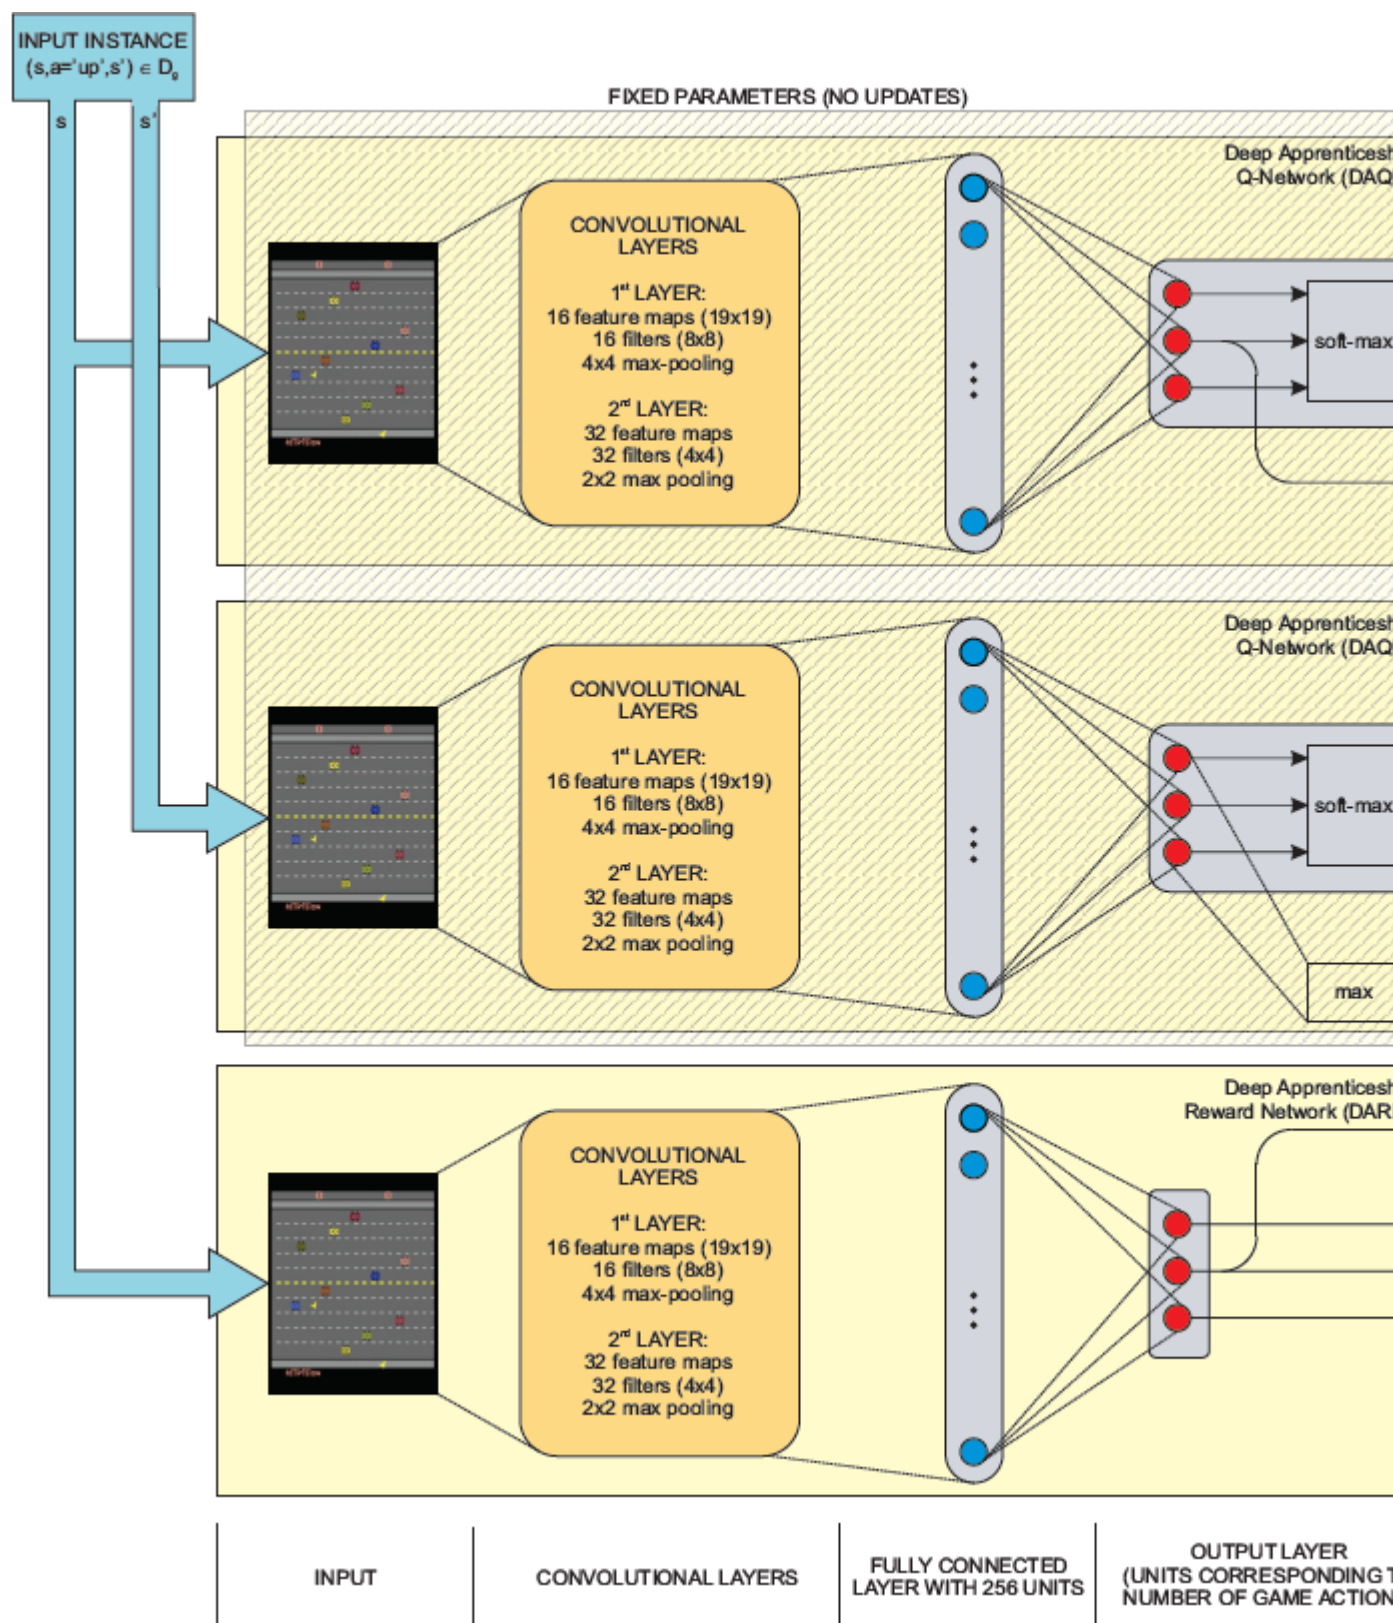 INPUT INSTANCE
(s,a='up',s') ∈ Dg
s
s'
FIXED PARAMETERS (NO UPDATES)
Deep Apprenticesh
Q-Network (DAQ
CONVOLUTIONAL
LAYERS
1st LAYER:
16 feature maps (19x19)
16 filters (8x8)
4x4 max-pooling
2nd LAYER:
32 feature maps
32 filters (4x4)
2x2 max pooling
soft-max
Deep Apprenticesh
Q-Network (DAQ
CONVOLUTIONAL
LAYERS
1st LAYER:
16 feature maps (19x19)
16 filters (8x8)
4x4 max-pooling
2nd LAYER:
32 feature maps
32 filters (4x4)
2x2 max pooling
soft-max
max
Deep Apprenticesh
Reward Network (DAR
CONVOLUTIONAL
LAYERS
1st LAYER:
16 feature maps (19x19)
16 filters (8x8)
4x4 max-pooling
2nd LAYER:
32 feature maps
32 filters (4x4)
2x2 max pooling
INPUT
CONVOLUTIONAL LAYERS
FULLY CONNECTED
LAYER WITH 256 UNITS
OUTPUT LAYER
(UNITS CORRESPONDING T
NUMBER OF GAME ACTION